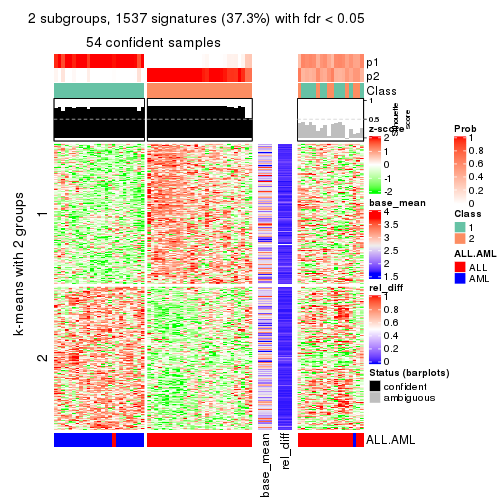 2 subgroups, 1537 signatures (37.3%) with fdr < 0.05
54 confident samples
p1
p2
Class
1
0.5
0
Silhouette
score
k-means with 2 groups
1
2
base_mean
rel_diff
ALL.AML
z-score
2
1
0
-1
-2
base_mean
4
3.5
3
2.5
2
1.5
rel_diff
1
0.8
0.6
0.4
0.2
0
Status (barplots)
confident
ambiguous
Prob
1
0.8
0.6
0.4
0.2
0
Class
1
2
ALL.AML
ALL
AML